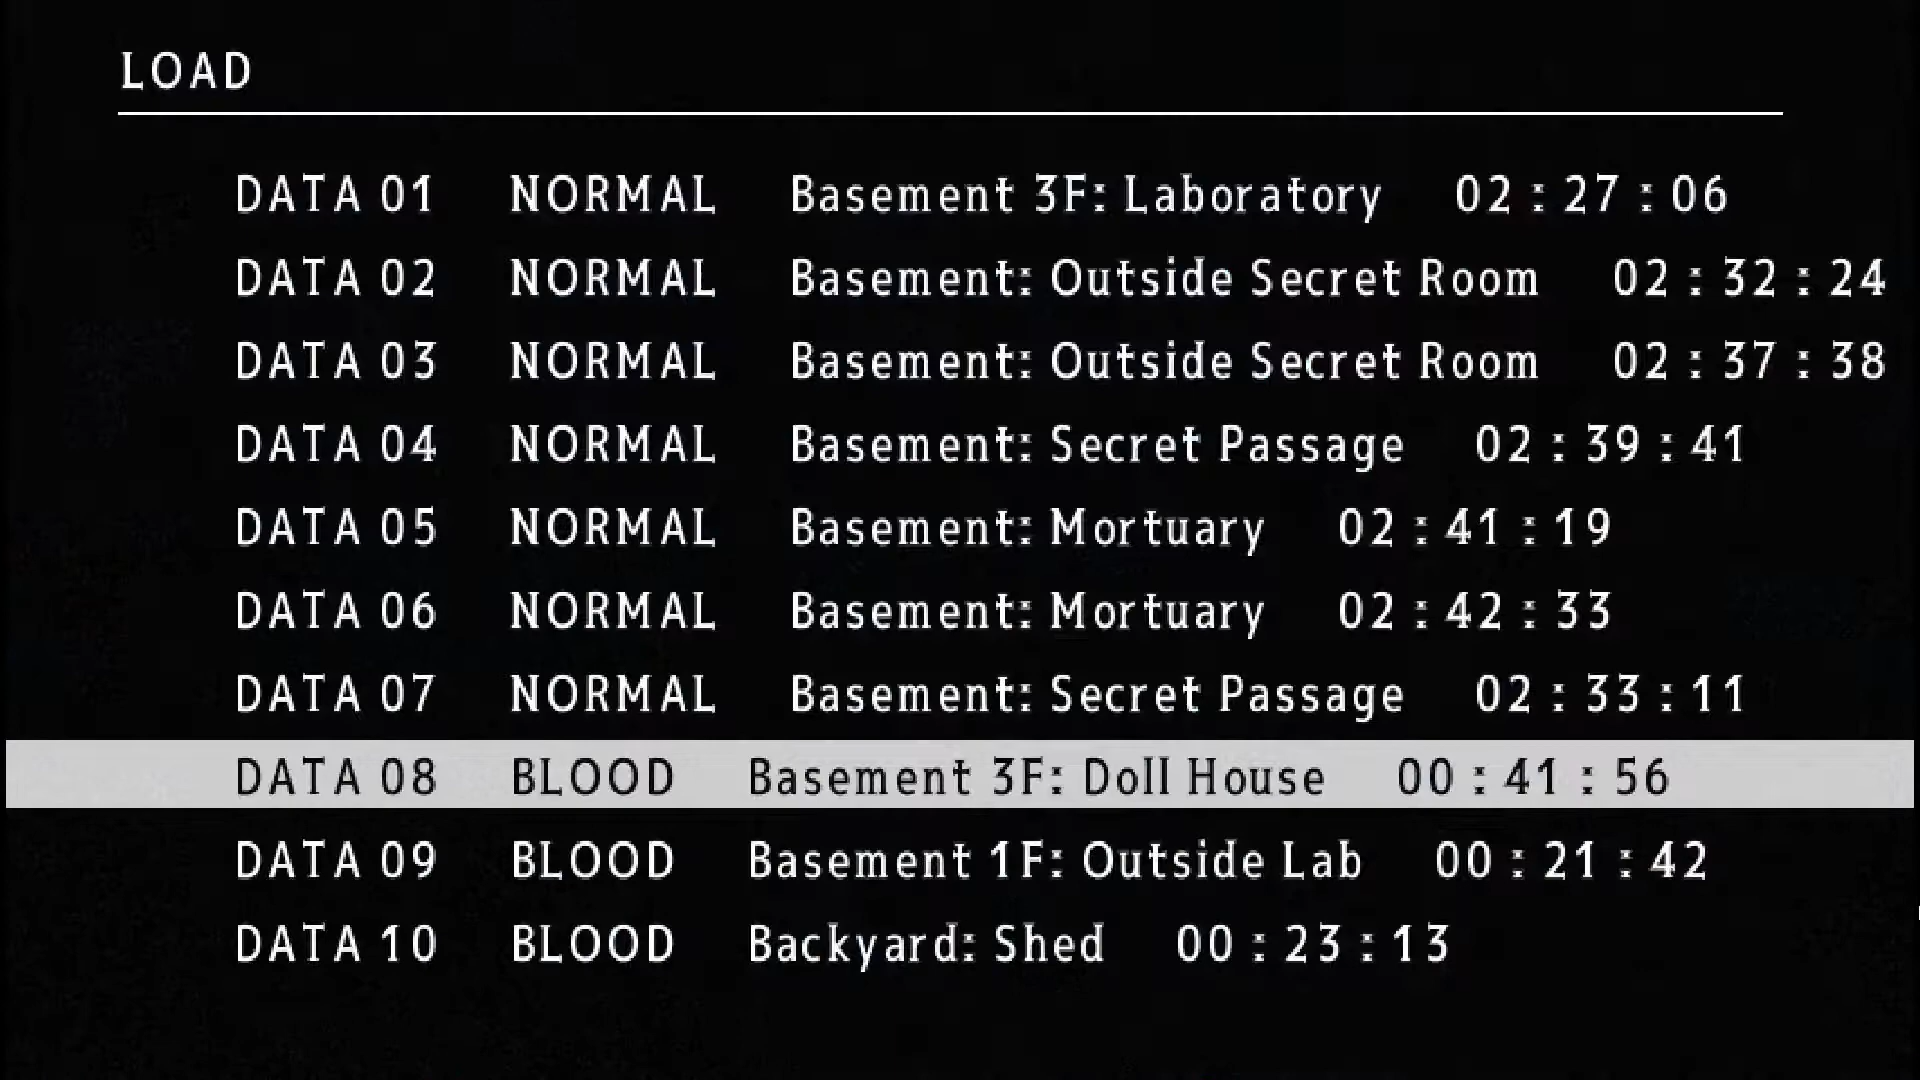 LOAD
DATA 01 NORMAL Basement 3F: Laboratory 02 : 27 : 06
DATA 02 NORMAL Basement: Outside Secret Room 02 : 32 : 24
DATA 03 NORMAL Basement: Outside Secret Room 02 : 37 : 38
DATA 04 NORMAL Basement: Secret Passage 02 : 39 : 41
DATA 05 NORMAL Basement: Mortuary 02 : 41 : 19
DATA 06 NORMAL Basement: Mortuary 02 : 42 : 33
DATA 07 NORMAL Basement: Secret Passage 02 : 33 : 11
DATA 08 BLOOD Basement 3F: Doll House 00 : 41 : 56
DATA 09 BLOOD Basement 1F: Outside Lab 00 : 21 : 42
DATA 10 BLOOD Backyard: Shed 00 : 23 : 13